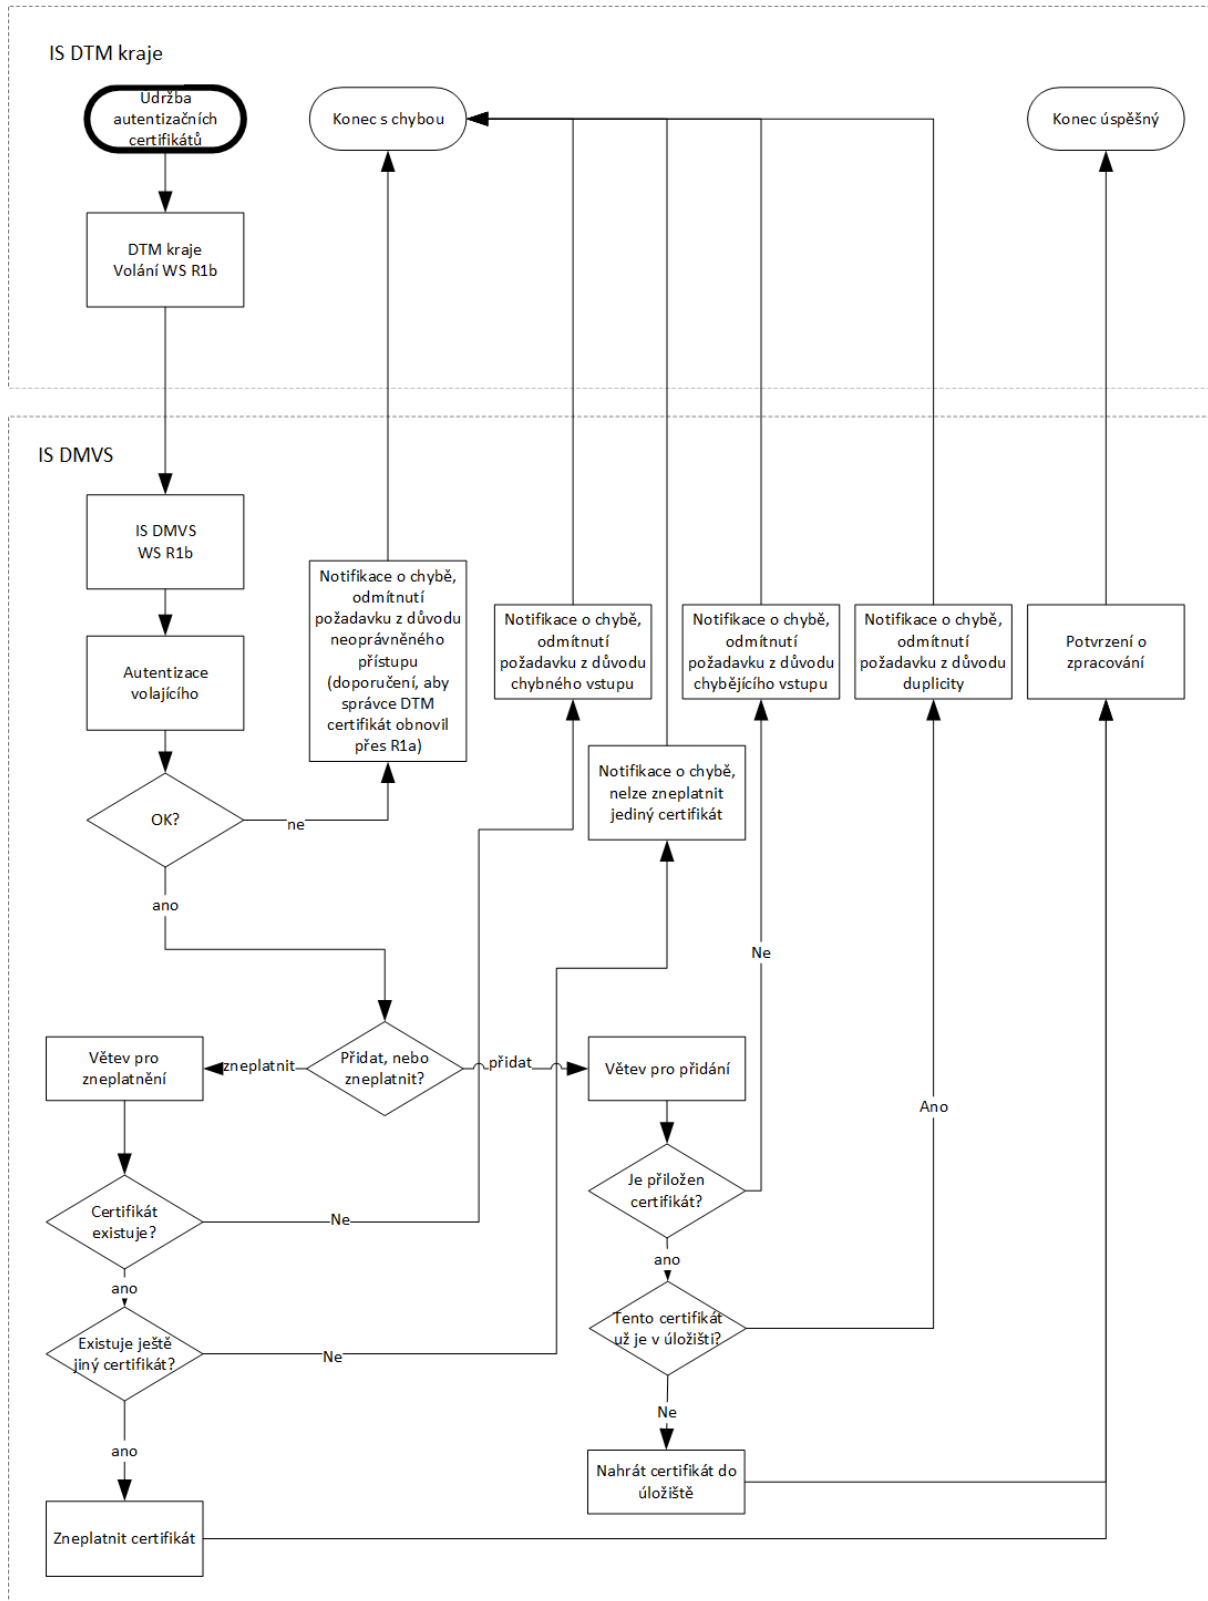 IS DTM kraje
Udržba
autentizačních
certifikátů
Konec s chybou
Konec úspěšný
DTM kraje
Volání WS R1b
IS DMVS
IS DMVS
WS R1b
Autentizace
volajícího
OK?
ne
ano
Notifikace o chybě,
odmítnutí
požadavku z důvodu
neoprávněného
přístupu
(doporučení, aby
správce DTM
certifikát obnovil
přes R1a)
Notifikace o chybě,
odmítnutí
požadavku z důvodu
chybného vstupu
Notifikace o chybě,
odmítnutí
požadavku z důvodu
chybějícího vstupu
Notifikace o chybě,
odmítnutí
požadavku z důvodu
duplicity
Potvrzení o
zpracování
Notifikace o chybě,
nelze zneplatnit
jediný certifikát
Ne
Větev pro
zneplatnění
zneplatnit
Přidat, nebo
zneplatnit?
přidat
Větev pro přidání
Ano
Certifikát
existuje?
Ne
Je přiložen
certifikát?
ano
ano
Existuje ještě
jiný certifikát?
Ne
Tento certifikát
už je v úložišti?
Ne
ano
Nahrát certifikát do
úložiště
Zneplatnit certifikát